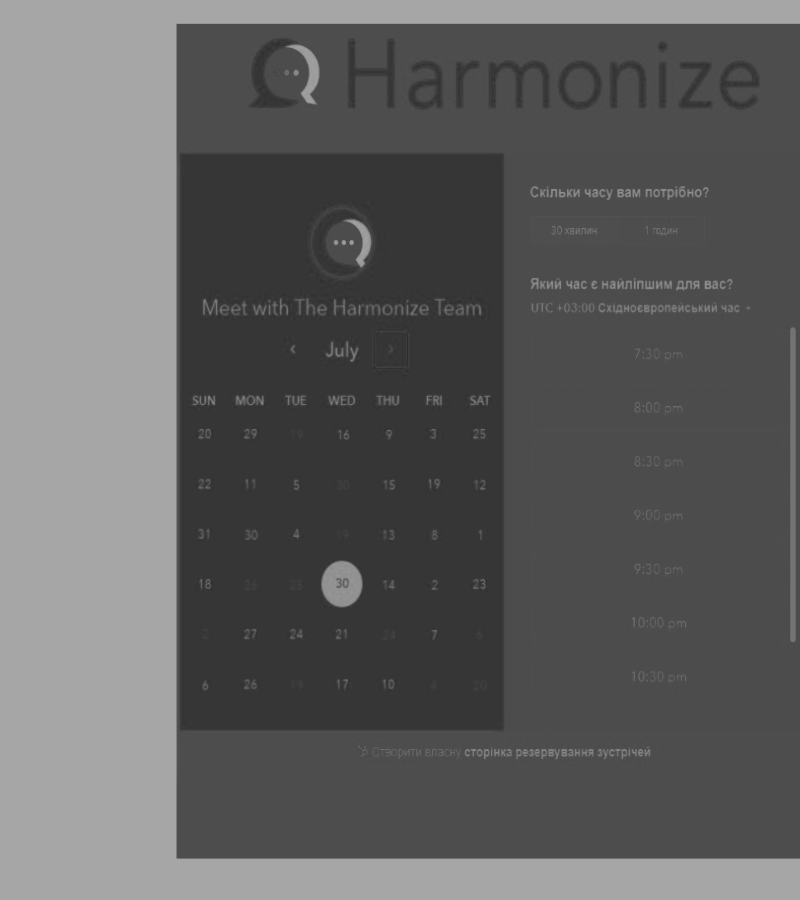 Harmonize
Meet with The Harmonize Team
July
SUN MON TUE WED THU FRI SAT
20 29 16 9 3 25
22 11 5 30 15 19 12
31 30 4 19 13 8 1
18 26 25 30 14 2 23
2 27 24 21 24 7 6
6 26 19 17 10 4 20
Скільки часу вам потрібно?
30 хвилин 1 годин
Який час є найліпшим для вас?
UTC +03:00 Східноєвропейський час
7:30 pm
8:00 pm
8:30 pm
9:00 pm
9:30 pm
10:00 pm
10:30 pm
Створити власну сторінка резервування зустрічей